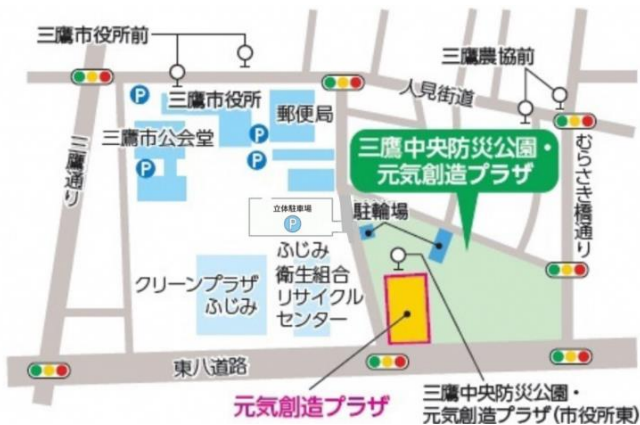 三鷹市役所前
三鷹農協前
人見街道
P
三鷹市役所
郵便局
三鷹市公会堂
P
P
P
三鷹中央防災公園・
元気創造プラザ
むらさき橋通り
三鷹通り
立体駐車場
P
駐輪場
ふじみ
衛生組合
リサイクル
センター
クリーンプラザ
ふじみ
東八道路
元気創造プラザ
三鷹中央防災公園・
元気創造プラザ(市役所東)